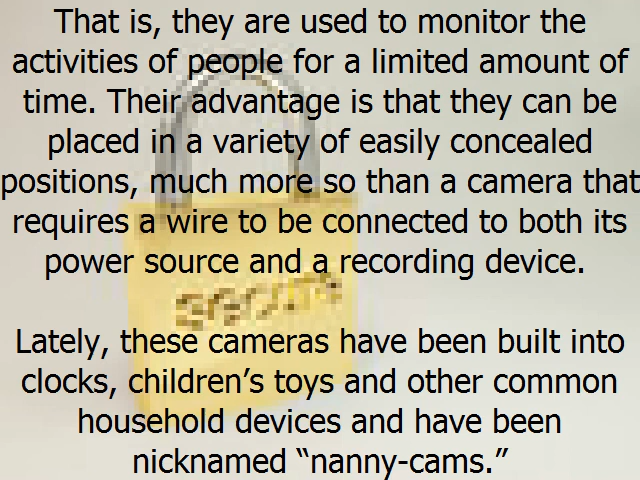 That is, they are used to monitor the
activities of people for a limited amount of
time. Their advantage is that they can be
placed in a variety of easily concealed
positions, much more so than a camera that
requires a wire to be connected to both its
power source and a recording device.
Lately, these cameras have been built into
clocks, children’s toys and other common
household devices and have been
nicknamed “nanny-cams.”